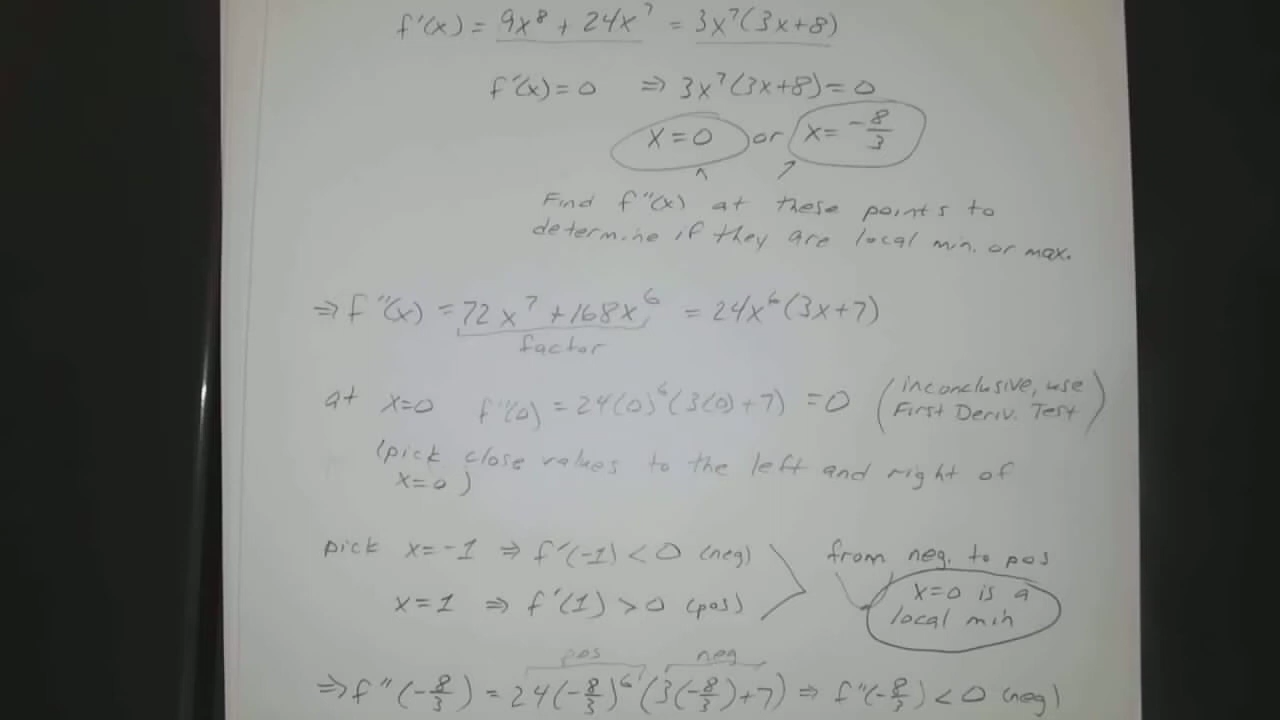 f'(x) = 9x⁸ + 24x⁷ = 3x⁷(3x+8)
f'(x)=0 ⇒ 3x⁷(3x+8)=0
x=0 or x= -8/3
Find f"(x) at these points to
determine if they are local min. or max.
⇒ f"(x) = 72x⁷ + 168x⁶ = 24x⁶(3x+7)
factor
at x=0 f"(0) = 24(0)⁶(3(0)+7) = 0 (inconclusive, use
First Deriv. Test)
(pick close values to the left and right of
x=0)
pick x=-1 ⇒ f'(-1) < 0 (neg) from neg. to pos
x=1 ⇒ f'(1) > 0 (pos) x=0 is a
local min
pos neg
⇒ f"(-8/3) = 24(-8/3)⁶(3(-8/3)+7) ⇒ f"(-8/3) < 0 (neg)